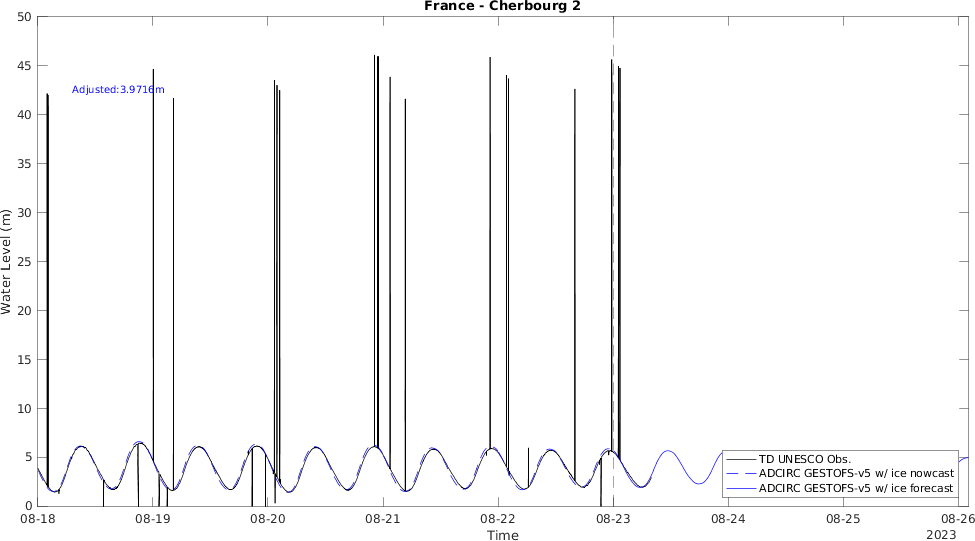 France - Cherbourg 2
50
45
40
35
30
25
20
15
10
5
0
Water Level (m)
Adjusted:3.9716m
TD UNESCO Obs.
ADCIRC GESTOFS-v5 w/ ice nowcast
ADCIRC GESTOFS-v5 w/ ice forecast
08-18 08-19 08-20 08-21 08-22 08-23 08-24 08-25 08-26
Time
2023